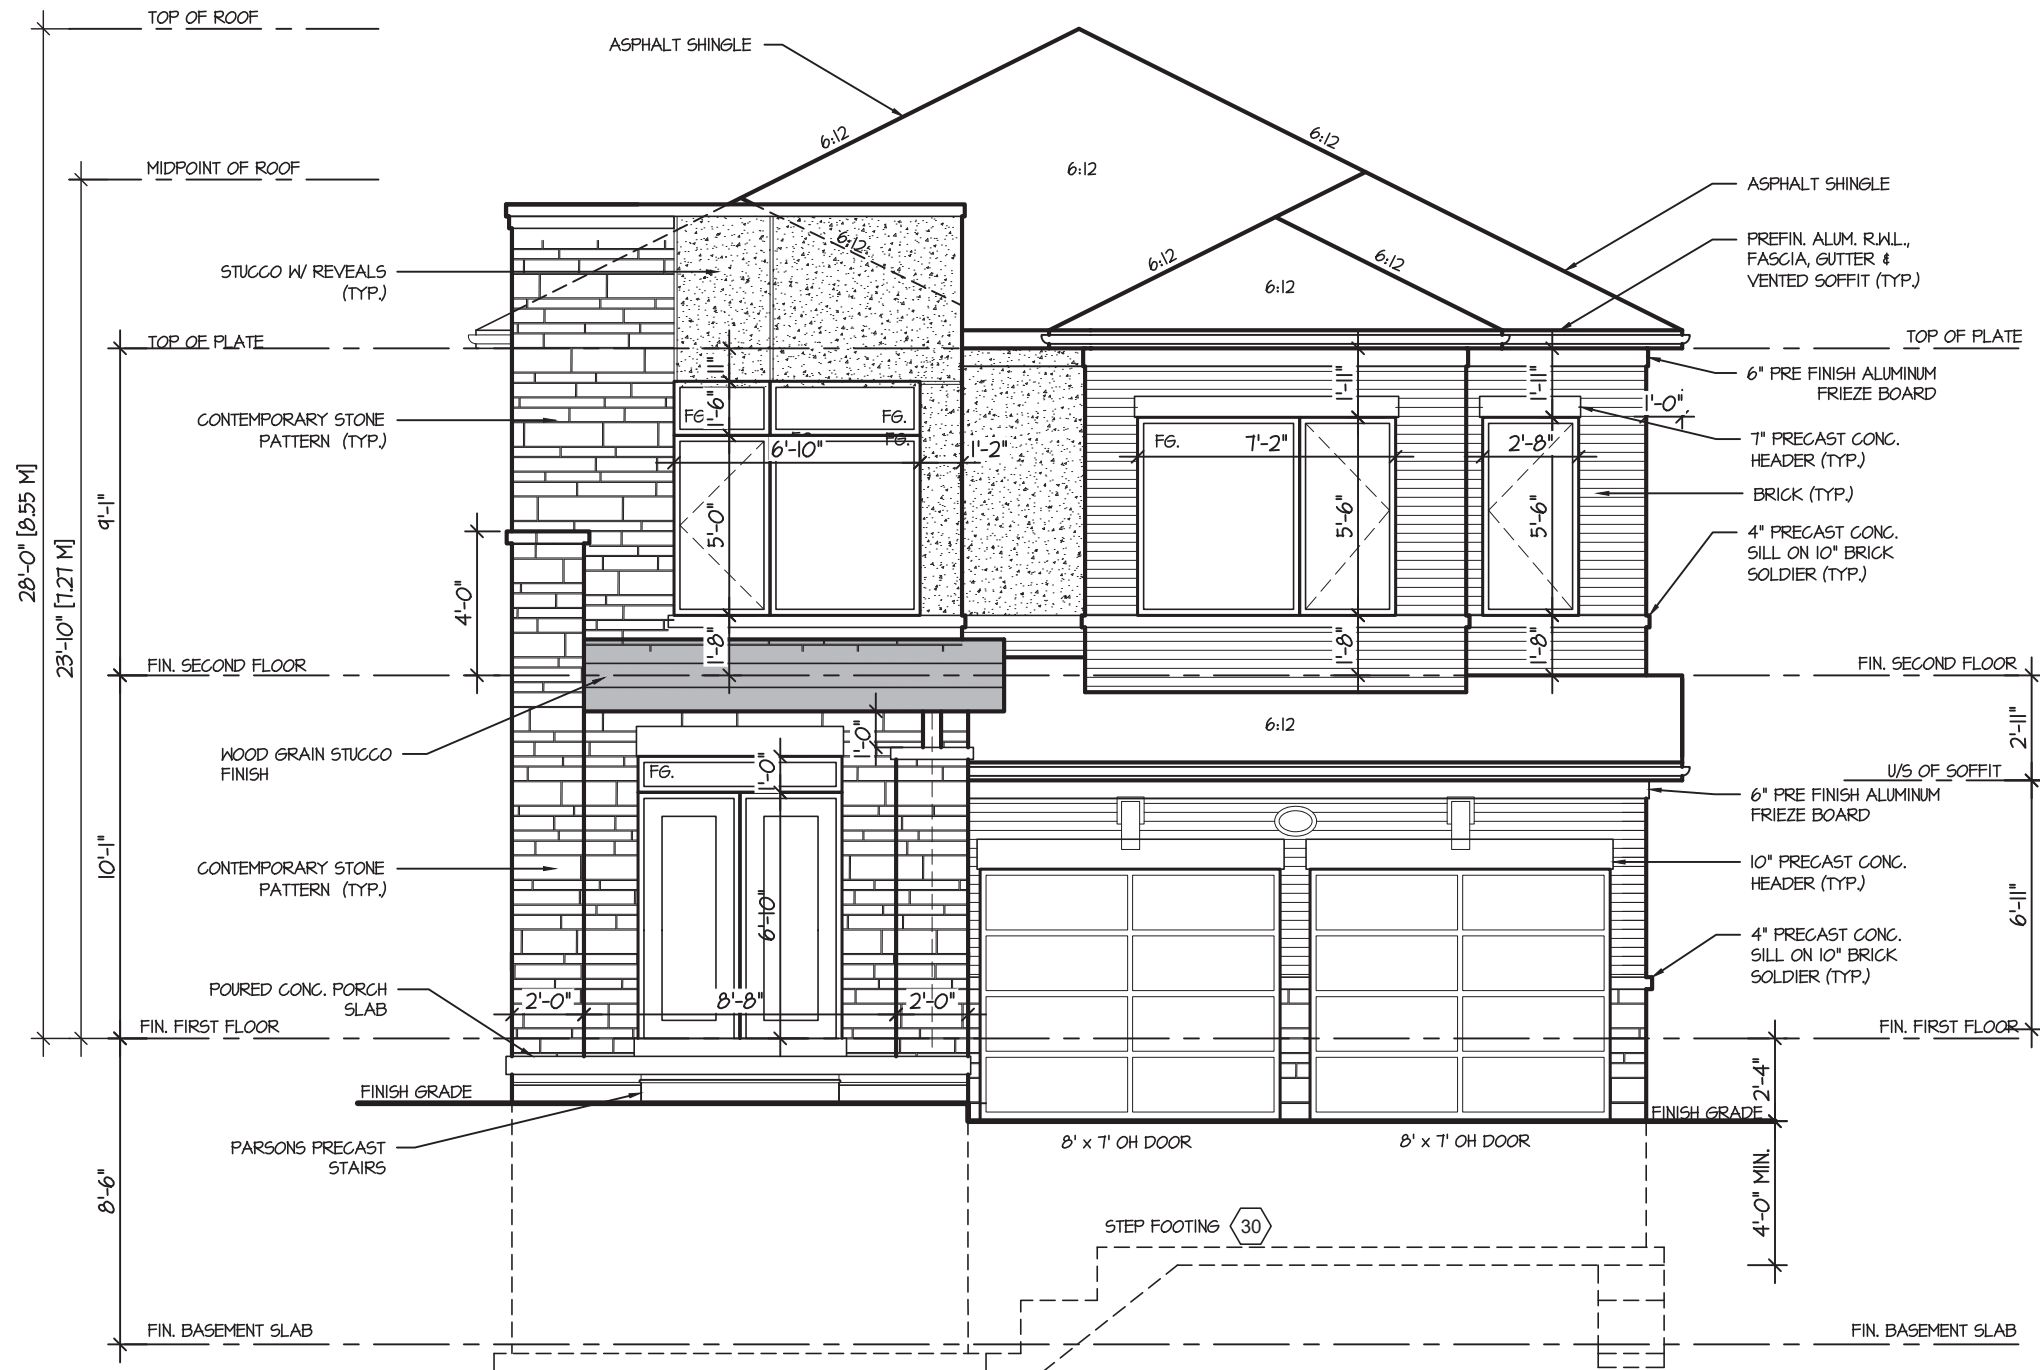 TOP OF ROOF
ASPHALT SHINGLE
6:12
6:12
MIDPOINT OF ROOF
6:12
ASPHALT SHINGLE
PREFIN. ALUM. R.W.L.,
FASCIA, GUTTER &
VENTED SOFFIT (TYP.)
STUCCO W/ REVEALS
(TYP.)
6:12
6:12
6:12
6:12
TOP OF PLATE
TOP OF PLATE
1'-11"
1'-11"
1'-11"
6" PRE FINISH ALUMINUM
FRIEZE BOARD
1'-0"
CONTEMPORARY STONE
PATTERN (TYP.)
FG.
1'-6"
FG.
FG.
6'-10"
1'-2"
FG.
7'-2"
2'-8"
7" PRECAST CONC.
HEADER (TYP.)
BRICK (TYP.)
28'-0" [8.55 M]
23'-10" [7.27 M]
9'-1"
5'-0"
5'-6"
5'-6"
4" PRECAST CONC.
SILL ON 10" BRICK
SOLDIER (TYP.)
4'-0"
1'-8"
1'-8"
1'-8"
FIN. SECOND FLOOR
FIN. SECOND FLOOR
6:12
2'-11"
WOOD GRAIN STUCCO
FINISH
1'-0"
FG.
1'-0"
U/S OF SOFFIT
6" PRE FINISH ALUMINUM
FRIEZE BOARD
10'-1"
CONTEMPORARY STONE
PATTERN (TYP.)
6'-10"
10" PRECAST CONC.
HEADER (TYP.)
6'-11"
4" PRECAST CONC.
SILL ON 10" BRICK
SOLDIER (TYP.)
POURED CONC. PORCH
SLAB
2'-0"
8'-8"
2'-0"
FIN. FIRST FLOOR
FIN. FIRST FLOOR
FINISH GRADE
2'-4"
FINISH GRADE
PARSONS PRECAST
STAIRS
8' x 7' OH DOOR
8' x 7' OH DOOR
8'-6"
4'-0" MIN.
STEP FOOTING 30
FIN. BASEMENT SLAB
FIN. BASEMENT SLAB